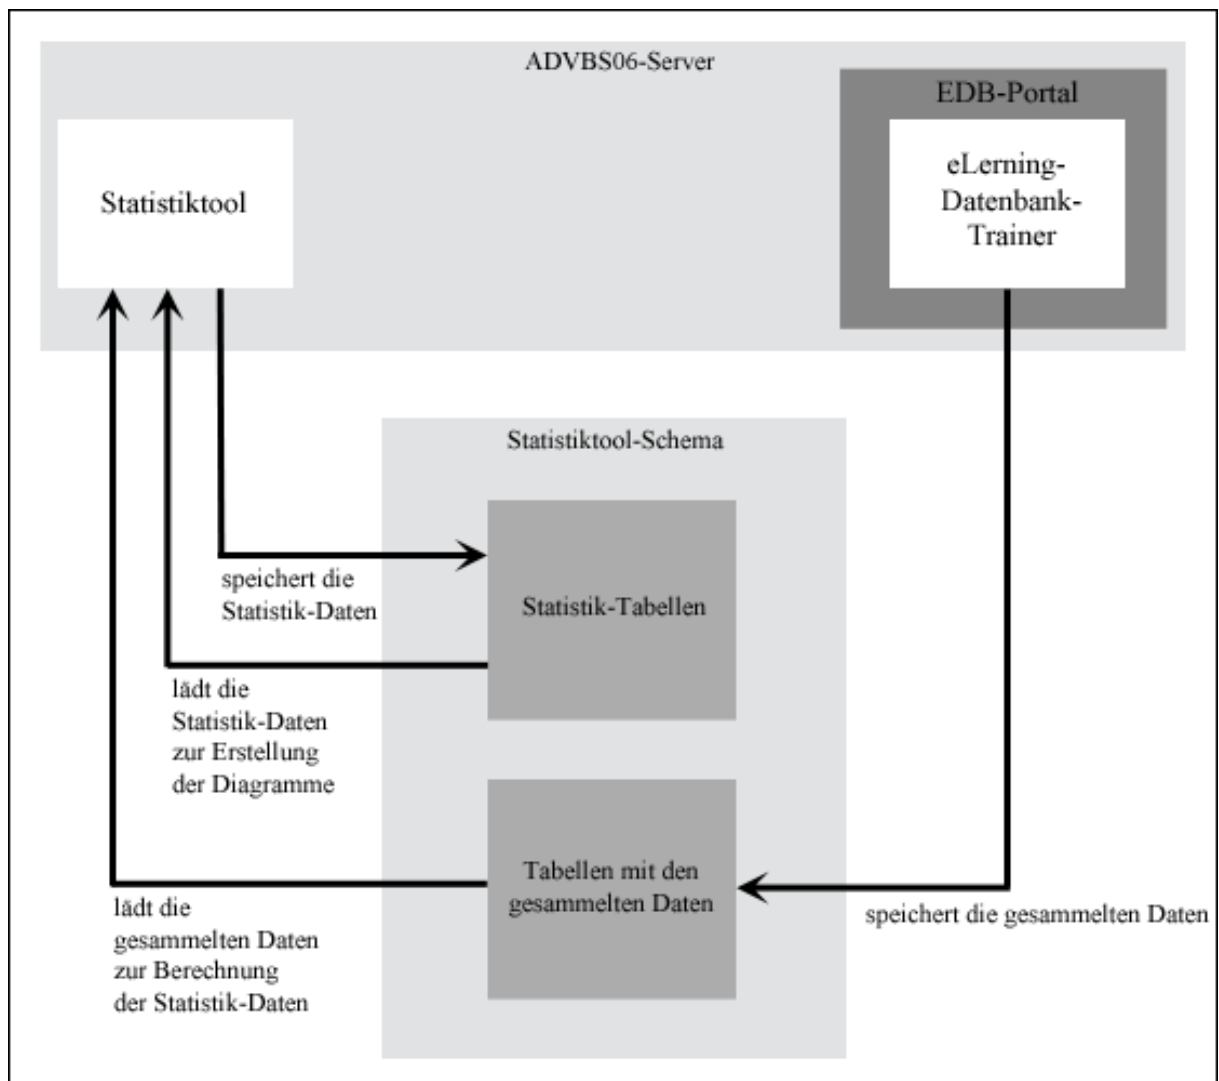 ADVBS06-Server
EDB-Portal
Statistiktool
eLerning-
Datenbank-
Trainer
Statistiktool-Schema
speichert die
Statistik-Daten
Statistik-Tabellen
lädt die
Statistik-Daten
zur Erstellung
der Diagramme
Tabellen mit den
gesammelten Daten
lädt die
gesammelten Daten
zur Berechnung
der Statistik-Daten
speichert die gesammelten Daten